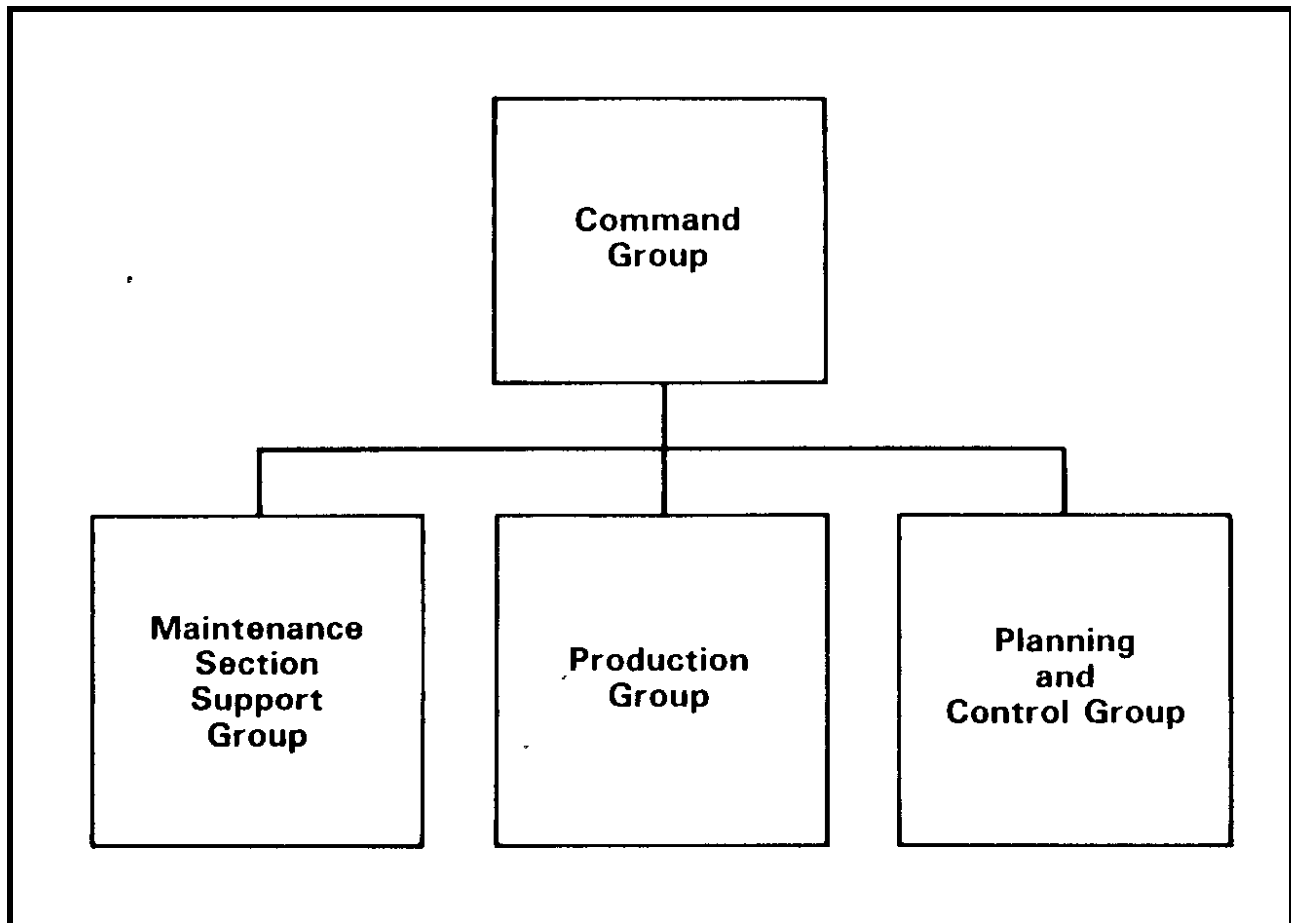 Command
Group
Maintenance
Section
Support
Group
Production
Group
Planning
and
Control Group